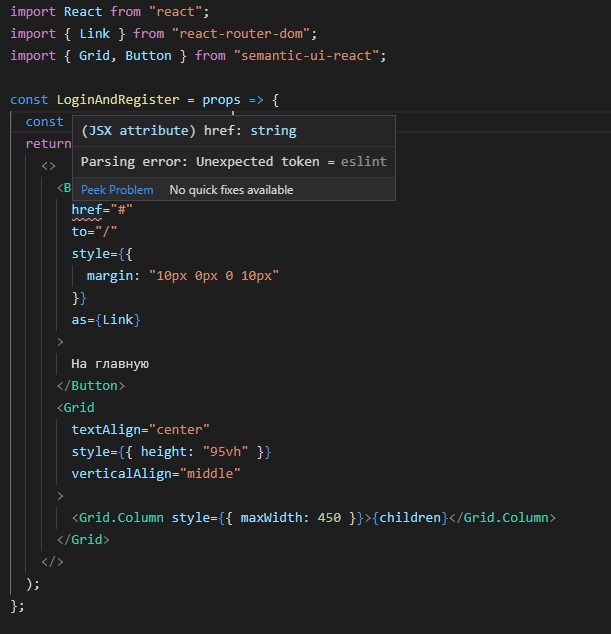 import React from "react";
import { Link } from "react-router-dom";
import { Grid, Button } from "semantic-ui-react";
const LoginAndRegister = props => {
const
(JSX attribute) href: string
return
Parsing error: Unexpected token = eslint
<>
<B
Peek Problem No quick fixes available
href="#"
to="/"
style={{
margin: "10px 0px 0 10px"
}}
as={Link}
>
На главную
</Button>
<Grid
textAlign="center"
style={{ height: "95vh" }}
verticalAlign="middle"
>
<Grid.Column style={{ maxWidth: 450 }}>{children}</Grid.Column>
</Grid>
</>
);
};